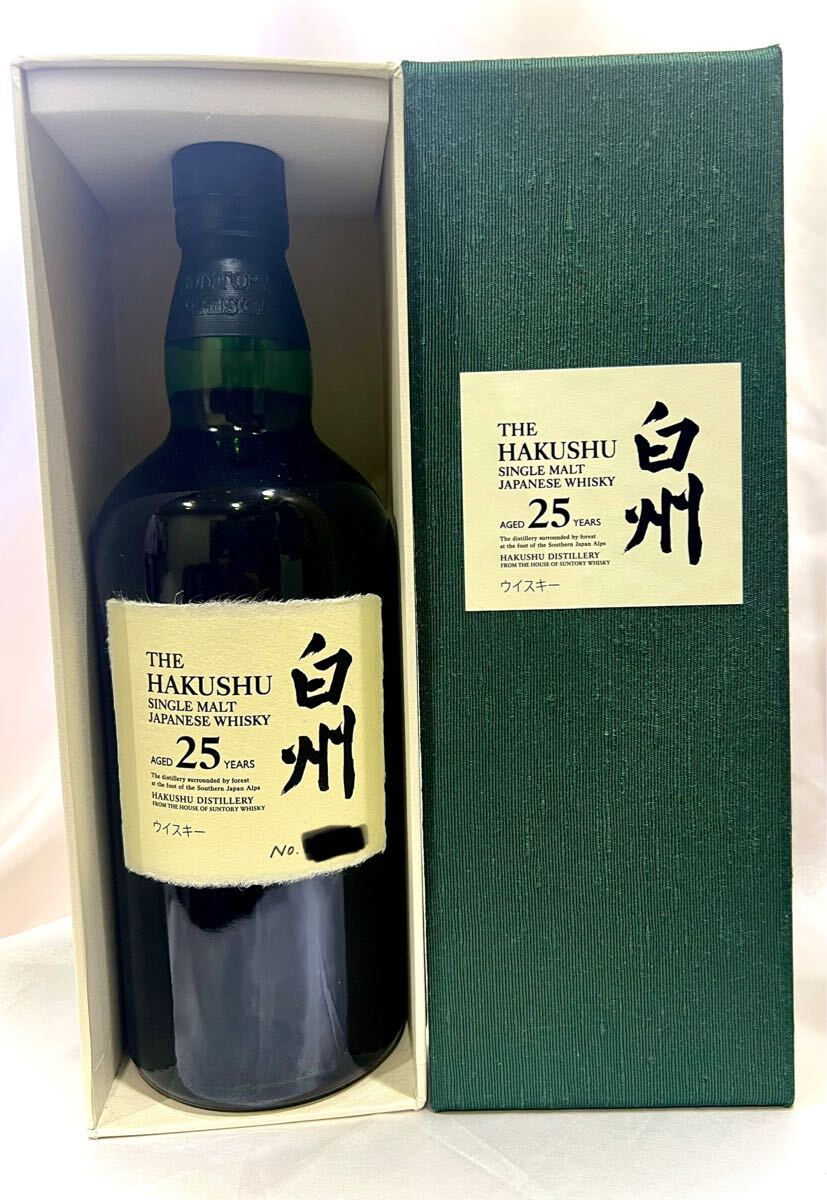 SUNTORY
WHISKY
THE
HAKUSHU
SINGLE MALT
JAPANESE WHISKY
AGED 25 YEARS
The distillery surrounded by forest
at the foot of the Southern Japan Alps
HAKUSHU DISTILLERY
FROM THE HOUSE OF SUNTORY WHISKY
ウイスキー
白州
No.
THE
HAKUSHU
SINGLE MALT
JAPANESE WHISKY
AGED 25 YEARS
The distillery surrounded by forest
at the foot of the Southern Japan Alps
HAKUSHU DISTILLERY
FROM THE HOUSE OF SUNTORY WHISKY
ウイスキー
白州